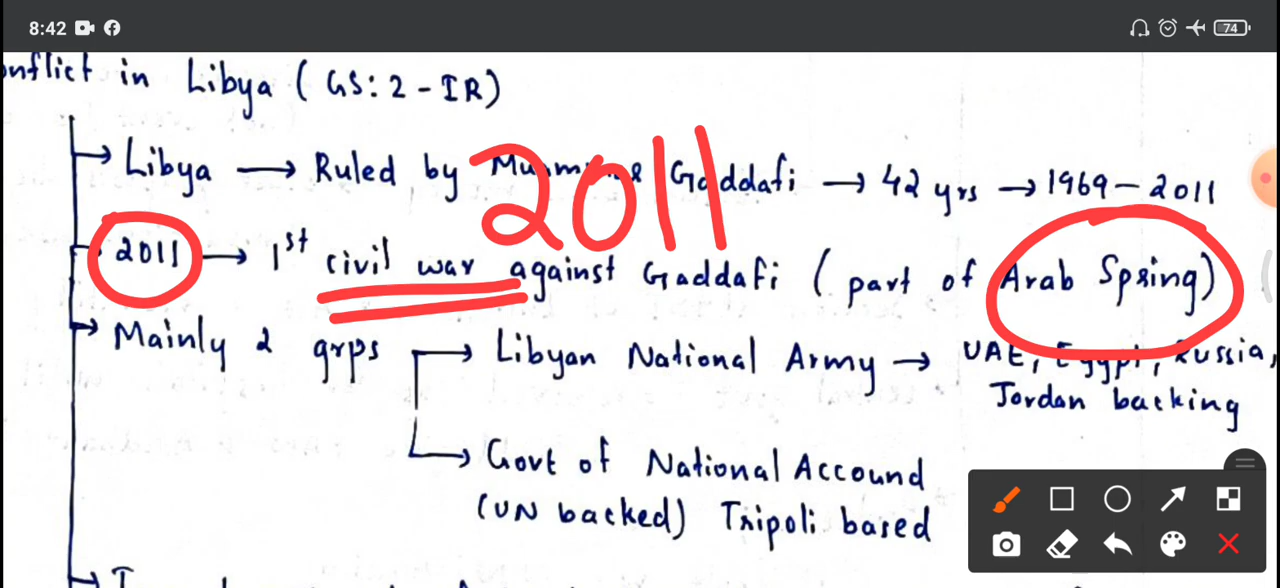 8:42
74
onflict in Libya (GS:2-IR)
Libya → Ruled by Gaddafi → 42 yrs → 1969-2011
2011
2011 → 1st civil war against Gaddafi (part of Arab Spring)
Mainly 2 grps → Libyan National Army → UAE, Egypt, Russia,
Jordan backing
→ Govt of National Accound
(UN backed) Tripoli based